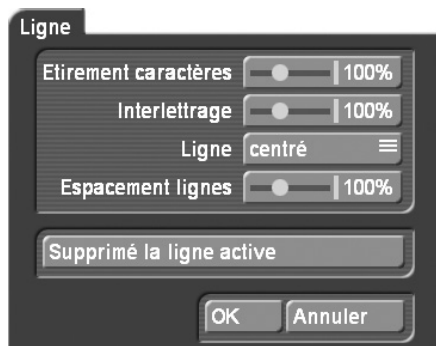 Ligne
Etirement caractères 100%
Interlettrage 100%
Ligne centré
Espacement lignes 100%
Supprimé la ligne active
OK Annuler